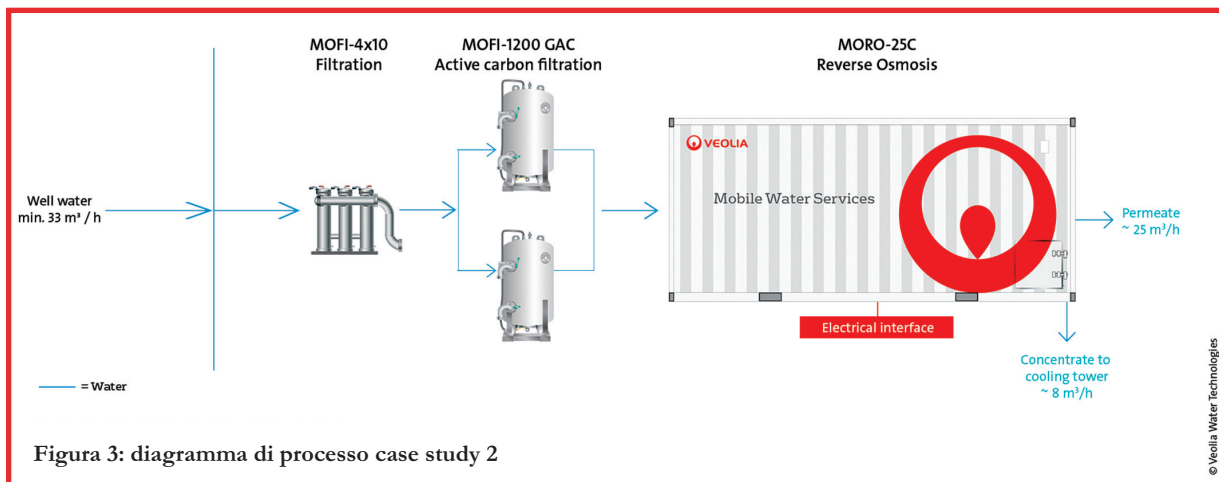 MOFI-4x10
Filtration
MOFI-1200 GAC
Active carbon filtration
MORO-25C
Reverse Osmosis
Well water
min. 33 m³ / h
VEOLIA
Mobile Water Services
Permeate
~ 25 m³/h
Electrical interface
Concentrate to
cooling tower
~ 8 m³/h
= Water
Figura 3: diagramma di processo case study 2
© Veolia Water Technologies